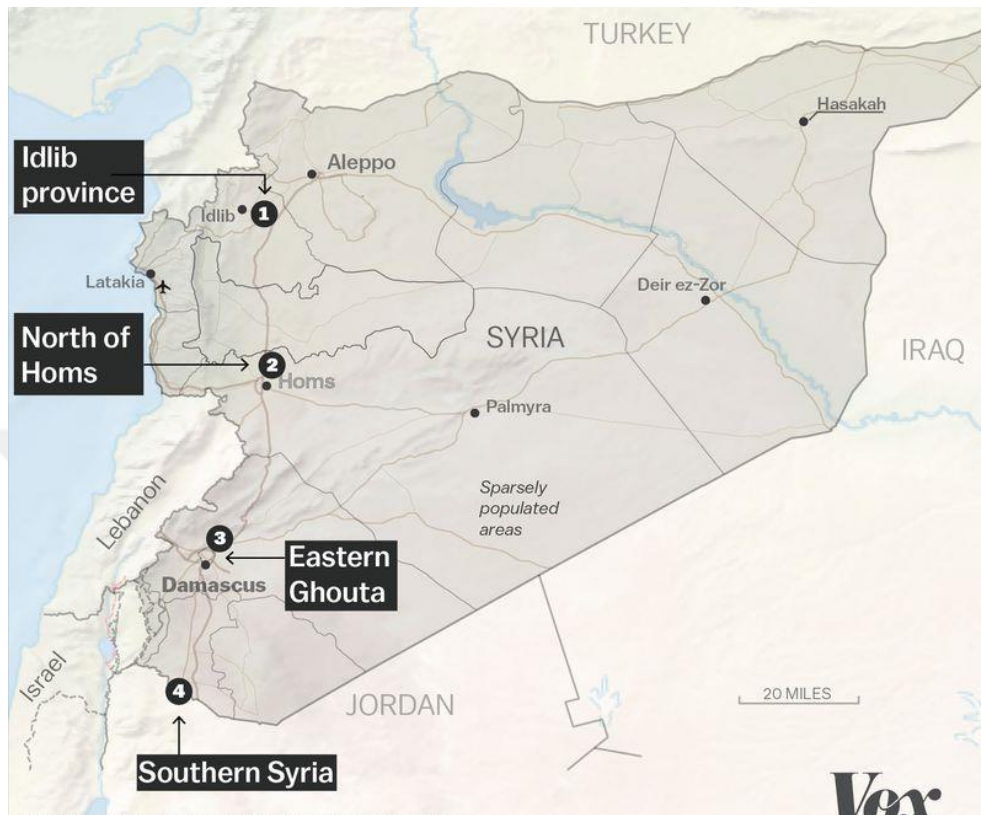 TURKEY
Hasakah
Idlib
province
Aleppo
Idlib
1
Latakia
Deir ez-Zor
North of
Homs
SYRIA
IRAQ
2
Homs
Palmyra
Sparsely
populated
areas
Lebanon
3
Eastern
Ghouta
Damascus
Israel
4
JORDAN
20 MILES
Southern Syria
Vox